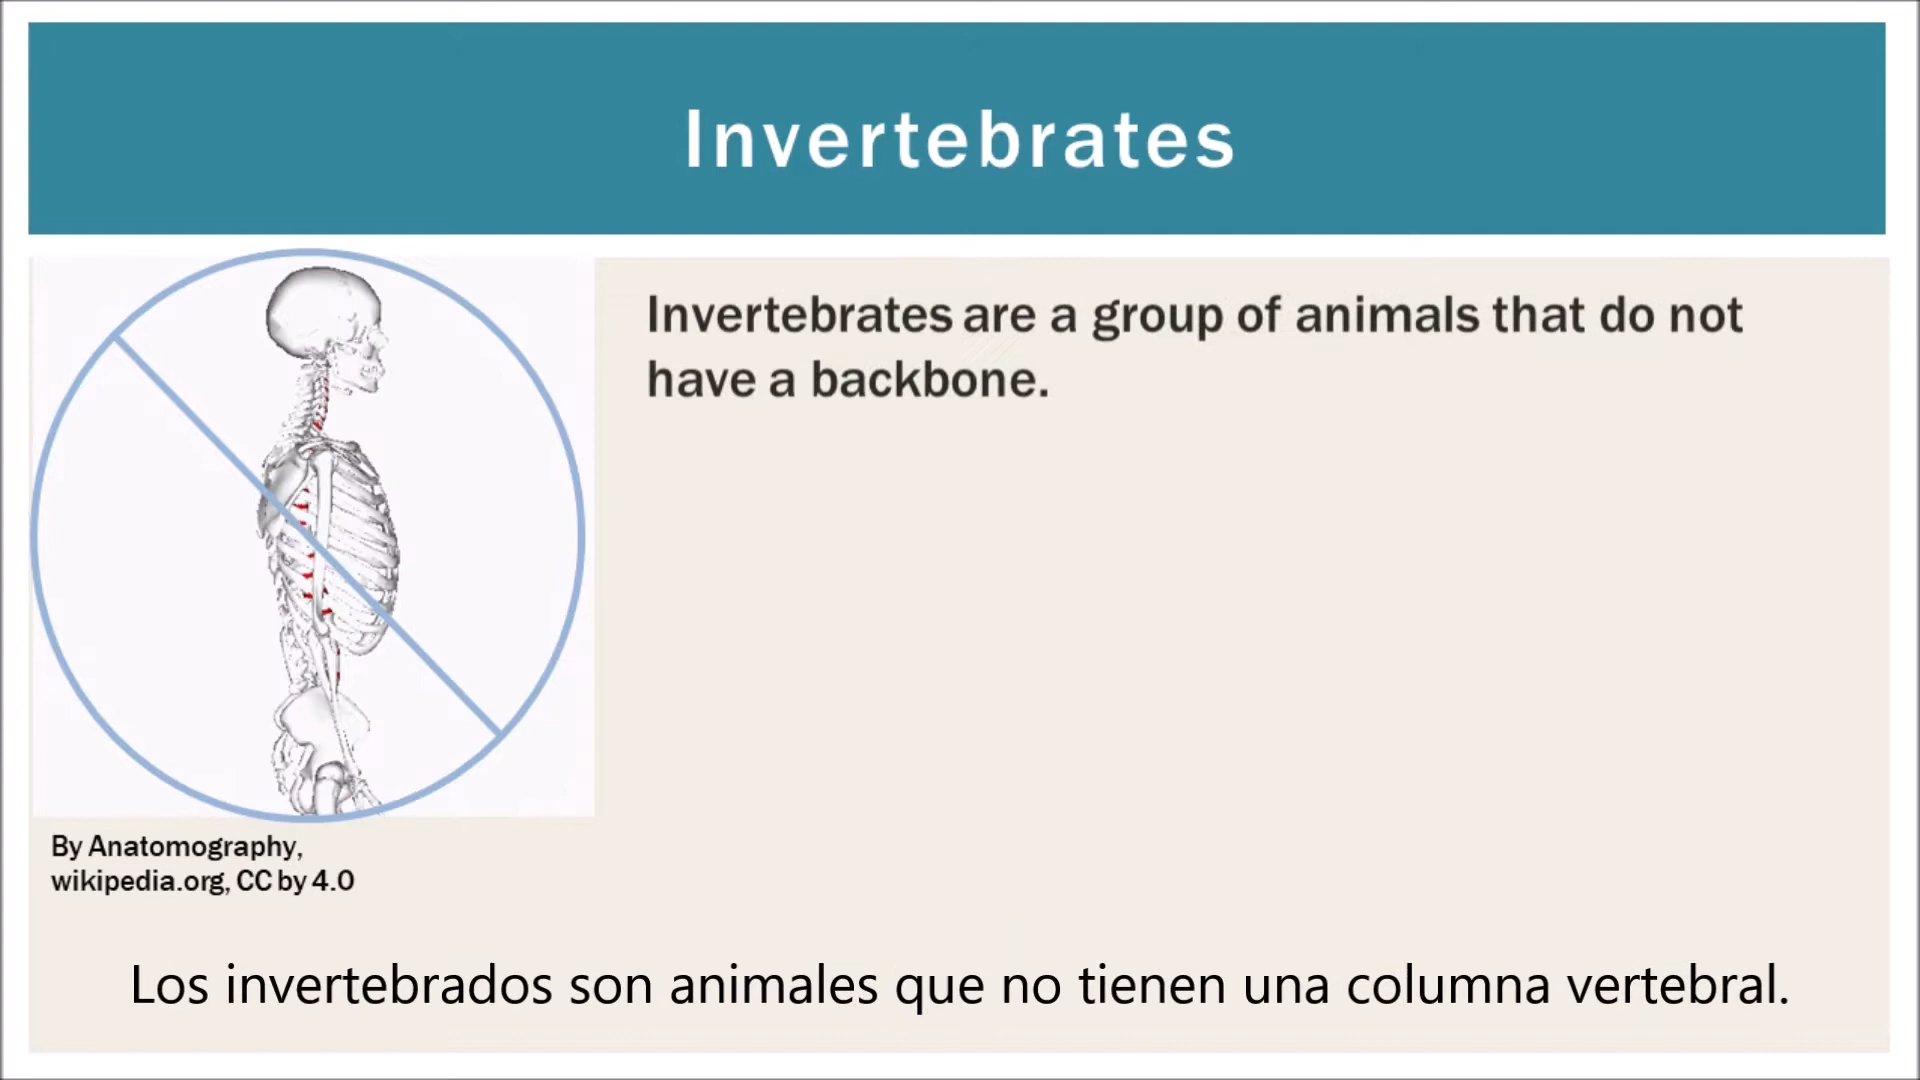 Invertebrates
Invertebrates are a group of animals that do not
have a backbone.
By Anatomography,
wikipedia.org, CC by 4.0
Los invertebrados son animales que no tienen una columna vertebral.